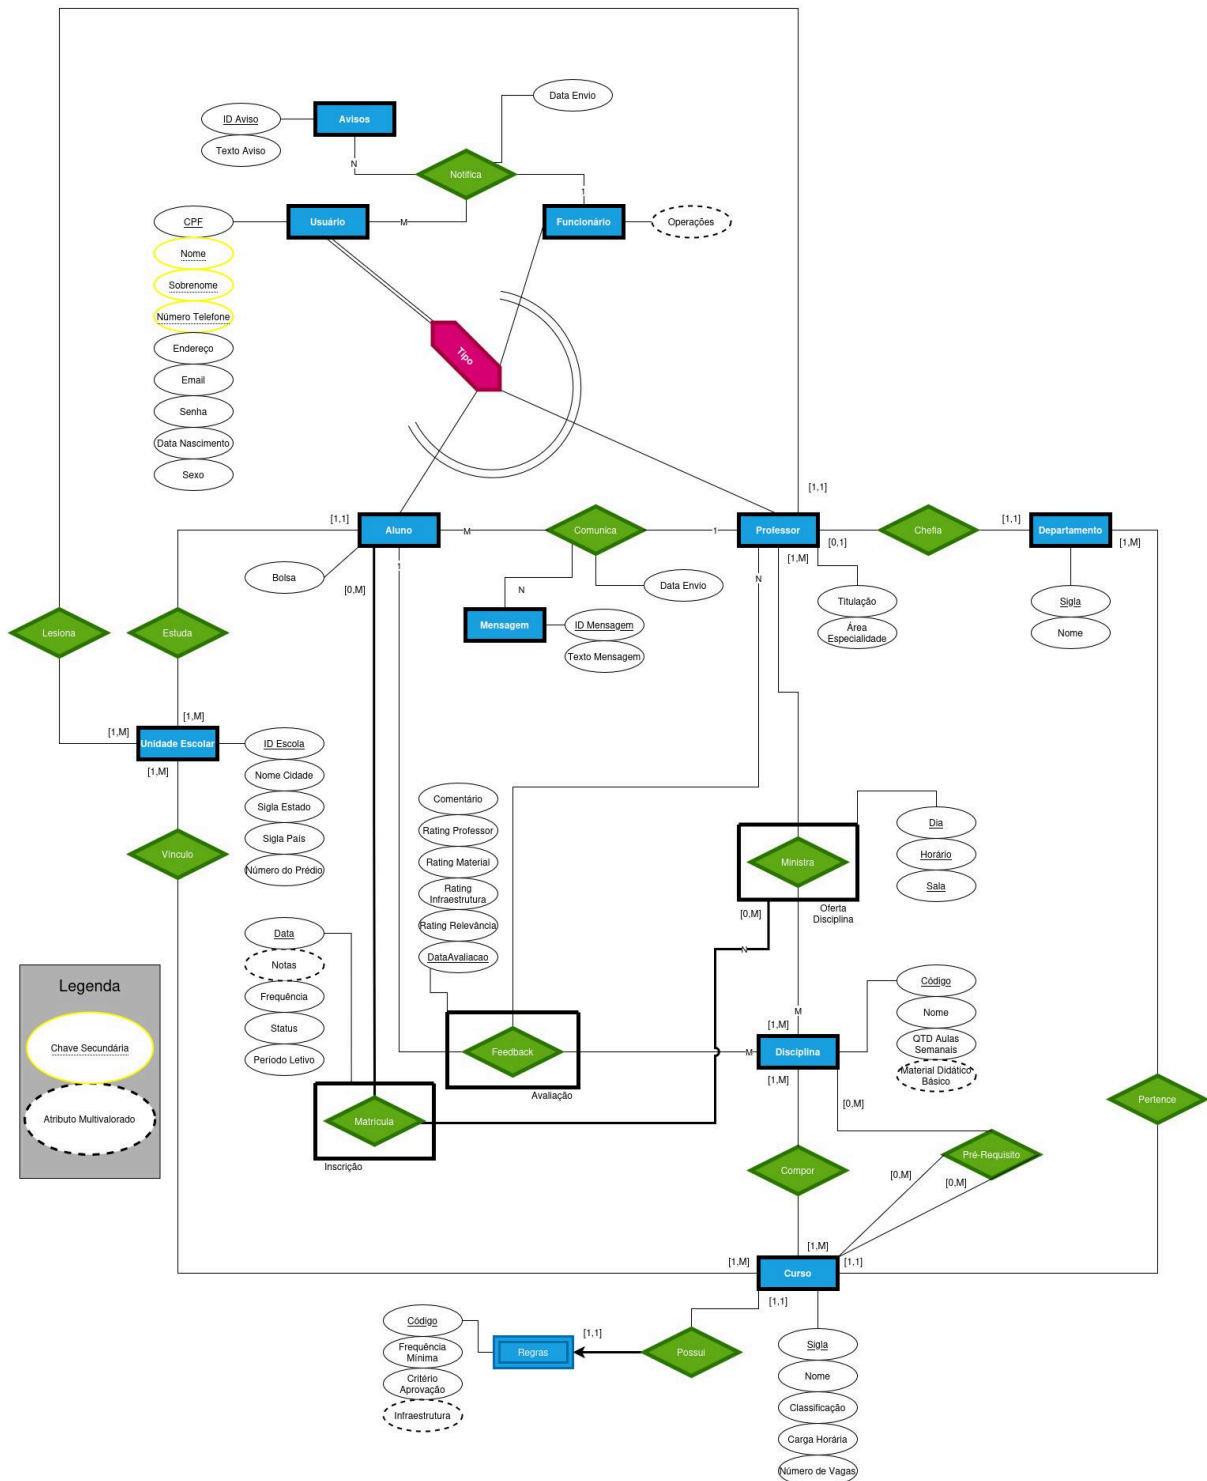 Data Envio
ID Aviso
Avisos
Texto Aviso
N
Notifica
1
CPF
Usuário
M
Funcionário
Operações
Nome
Sobrenome
Número Telefone
Endereço
Email
Senha
Data Nascimento
Sexo
Tipo
[1,1]
[1,1]
Aluno
M
Comunica
1
Professor
[0,1]
Chefia
[1,1]
Departamento
[1,M]
[1,M]
Bolsa
[0,M]
1
N
Data Envio
N
Mensagem
ID Mensagem
Texto Mensagem
Titulação
Área
Especialidade
Sigla
Nome
Lesiona
Estuda
[1,M]
[1,M]
Unidade Escolar
[1,M]
ID Escola
Nome Cidade
Sigla Estado
Sigla País
Número do Prédio
Vínculo
Comentário
Rating Professor
Rating Material
Rating
Infraestrutura
Rating Relevância
DataAvaliacao
Ministra
Oferta
Disciplina
[0,M]
N
Dia
Horário
Sala
Data
Notas
Frequência
Status
Período Letivo
Legenda
Chave Secundária
Atributo Multivalorado
Feedback
Avaliação
M
M
[1,M]
Disciplina
[1,M]
[0,M]
Código
Nome
QTD Aulas
Semanais
Material Didático
Básico
Matrícula
Inscrição
Compor
Pré-Requisito
[0,M]
[0,M]
Pertence
[1,M]
[1,M]
Curso
[1,1]
[1,1]
Código
Frequência
Mínima
Critério
Aprovação
Infraestrutura
Regras
[1,1]
Possui
Sigla
Nome
Classificação
Carga Horária
Número de Vagas